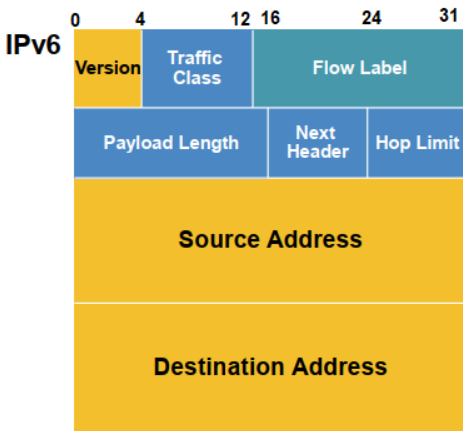 0 4 12 16 24 31
IPv6
Version
Traffic
Class
Flow Label
Payload Length
Next
Header
Hop Limit
Source Address
Destination Address